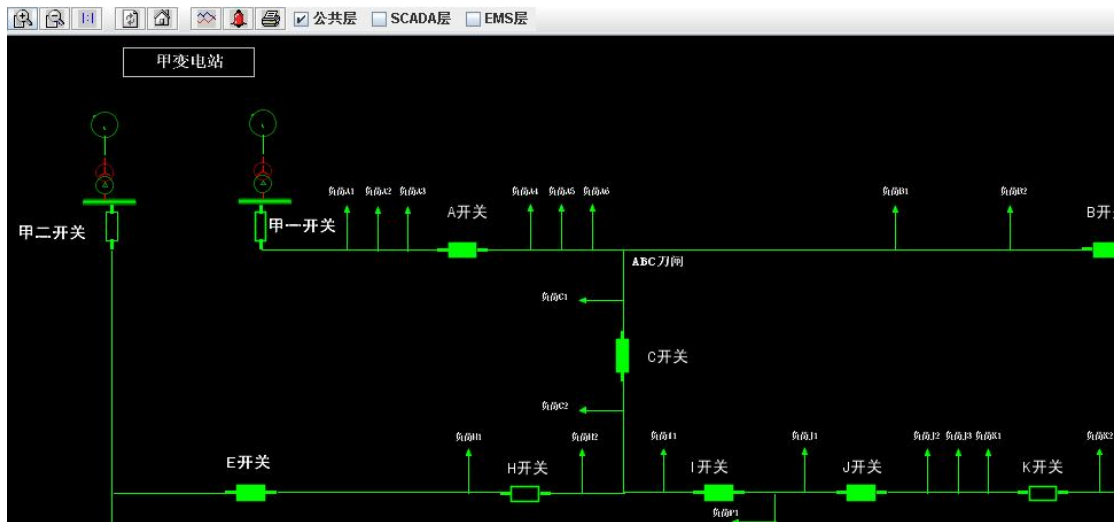 1:1 公共层 SCADA层 EMS层
甲变电站
负荷A1 负荷A2 负荷A3 负荷A4 负荷A5 负荷A6 负荷B1 负荷B2
甲二开关 甲一开关 A开关 B开
ABC刀闸
负荷C1
C开关
负荷C2
负荷H1 负荷H2 负荷I1 负荷J1 负荷J2 负荷J3 负荷K1 负荷K2
E开关 H开关 I开关 J开关 K开关
负荷P1